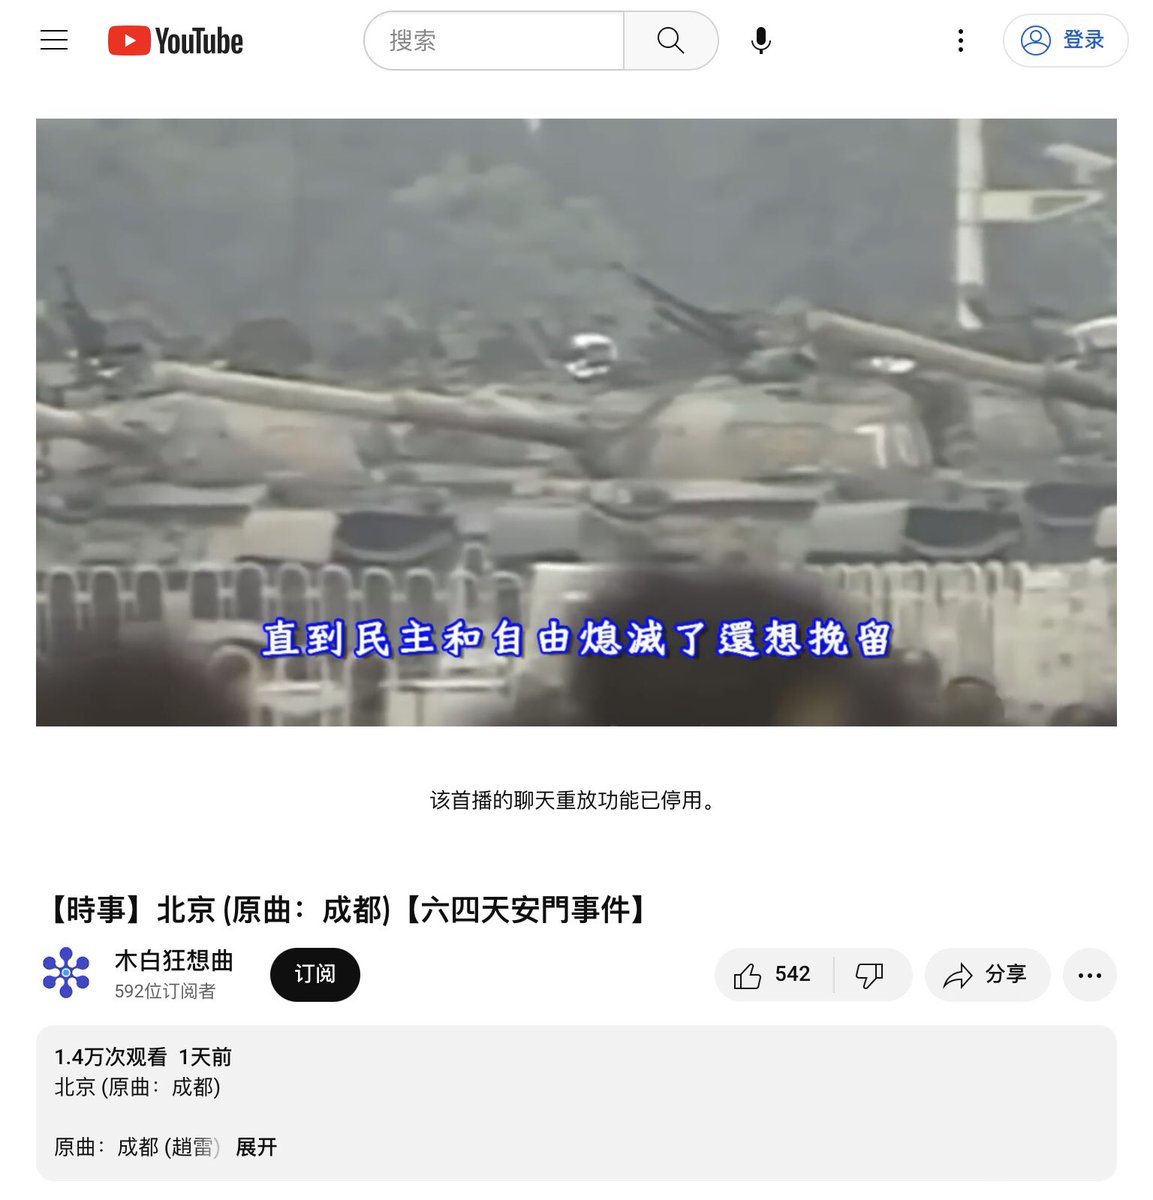 YouTube
搜索
登录
71
直到民主和自由熄滅了還想挽留
该首播的聊天重放功能已停用。
【時事】北京 (原曲：成都)【六四天安門事件】
木白狂想曲
592位订阅者
订阅
542
分享
1.4万次观看 1天前
北京 (原曲：成都)
原曲：成都 (趙雷) 展开